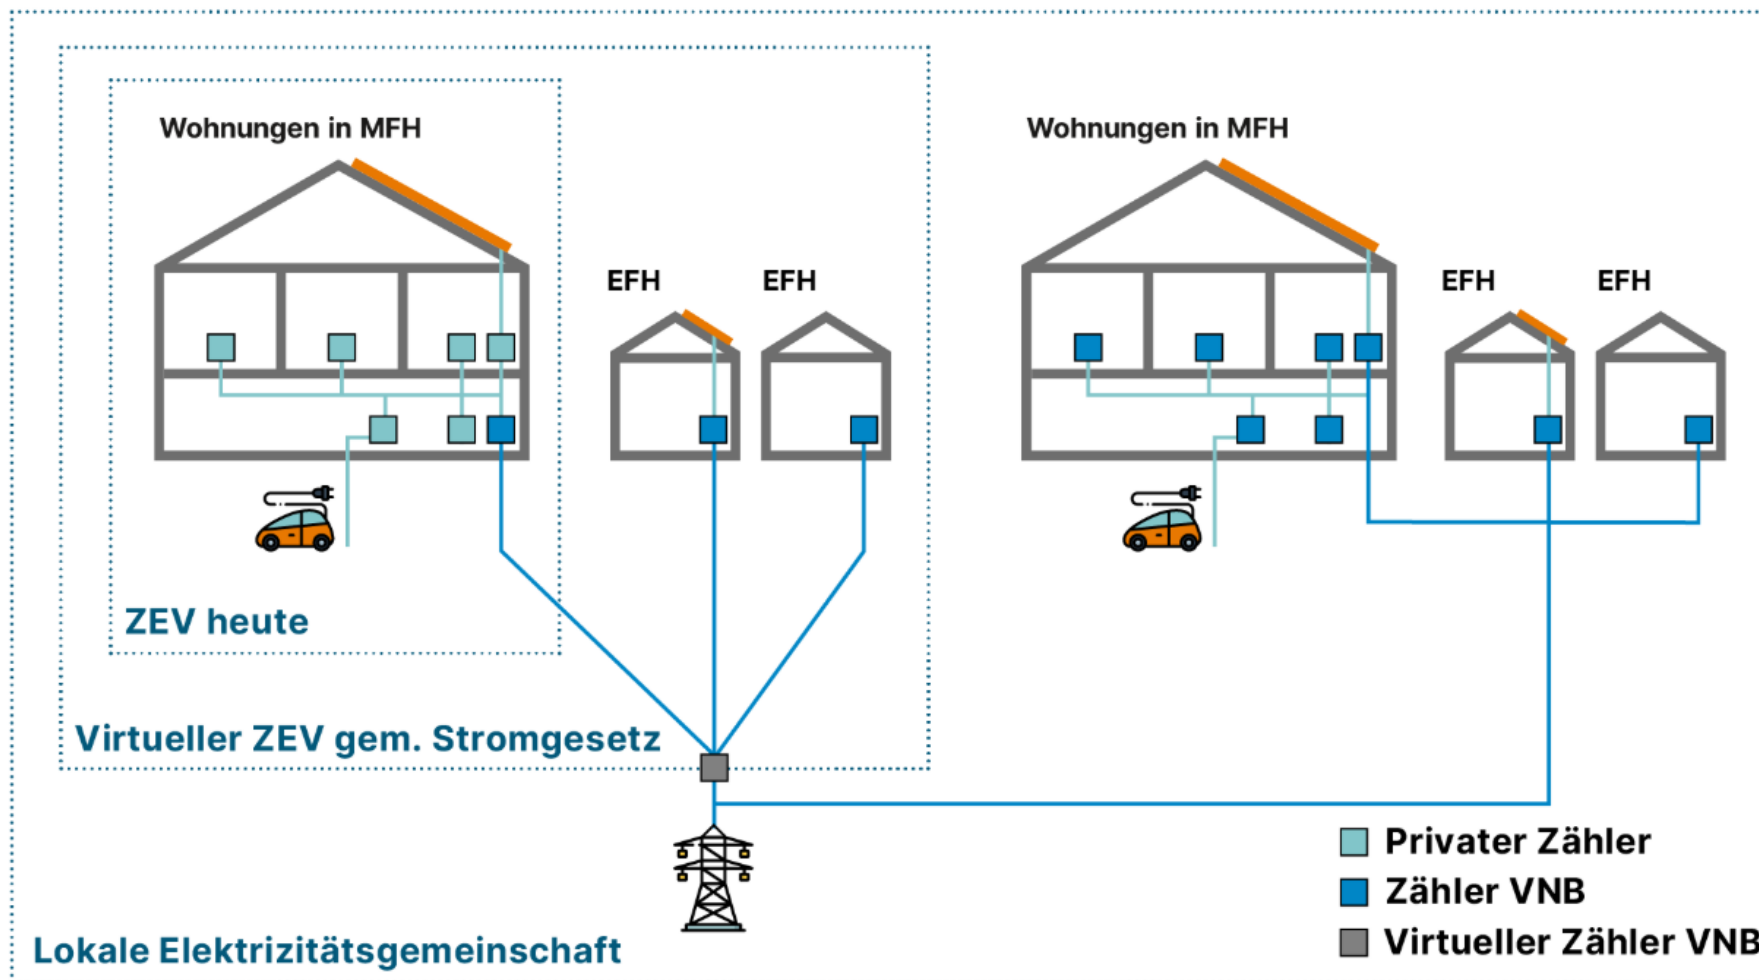 Wohnungen in MFH
Wohnungen in MFH
EFH
EFH
EFH
EFH
ZEV heute
Virtueller ZEV gem. Stromgesetz
Privater Zähler
Zähler VNB
Virtueller Zähler VNB
Lokale Elektrizitätsgemeinschaft